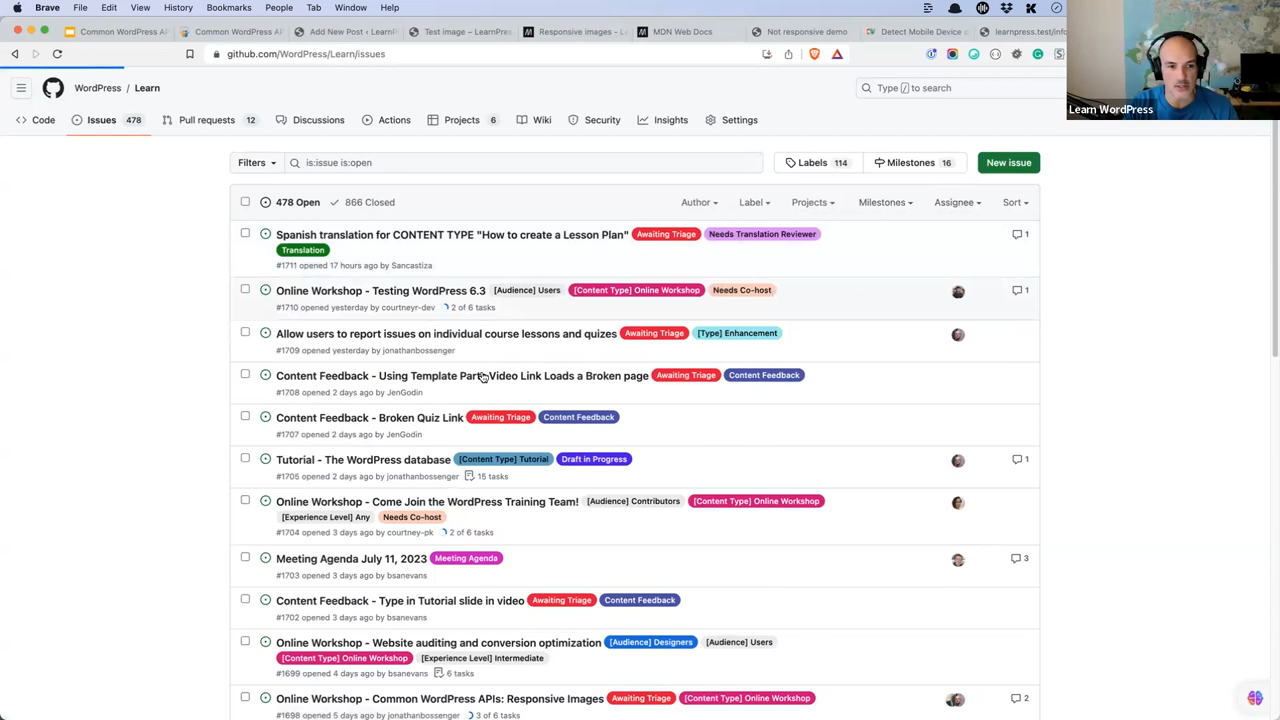 Brave File Edit View History Bookmarks People Tab Window Help
Common WordPress AP
Common WordPress AP
Add New Post ‹ LearnP
Test image – LearnPres
Responsive images - Le
MDN Web Docs
Not responsive demo
Detect Mobile Device
learnpress.test/info
github.com/WordPress/Learn/issues
WordPress / Learn
Type / to search
Code
Issues 478
Pull requests 12
Discussions
Actions
Projects 6
Wiki
Security
Insights
Settings
Learn WordPress
Filters
is:issue is:open
Labels 114
Milestones 16
New issue
478 Open 866 Closed
Author Label Projects Milestones Assignee Sort
Spanish translation for CONTENT TYPE "How to create a Lesson Plan" Awaiting Triage Needs Translation Reviewer 1
Translation
#1711 opened 17 hours ago by Sancastiza
Online Workshop - Testing WordPress 6.3 [Audience] Users [Content Type] Online Workshop Needs Co-host 1
#1710 opened yesterday by courtneyr-dev 2 of 6 tasks
Allow users to report issues on individual course lessons and quizes Awaiting Triage [Type] Enhancement
#1709 opened yesterday by jonathanbossenger
Content Feedback - Using Template Part Video Link Loads a Broken page Awaiting Triage Content Feedback
#1708 opened 2 days ago by JenGodin
Content Feedback - Broken Quiz Link Awaiting Triage Content Feedback
#1707 opened 2 days ago by JenGodin
Tutorial - The WordPress database [Content Type] Tutorial Draft in Progress 1
#1705 opened 2 days ago by jonathanbossenger 15 tasks
Online Workshop - Come Join the WordPress Training Team! [Audience] Contributors [Content Type] Online Workshop
[Experience Level] Any Needs Co-host
#1704 opened 3 days ago by courtney-pk 2 of 6 tasks
Meeting Agenda July 11, 2023 Meeting Agenda 3
#1703 opened 3 days ago by bsanevans
Content Feedback - Type in Tutorial slide in video Awaiting Triage Content Feedback
#1702 opened 3 days ago by bsanevans
Online Workshop - Website auditing and conversion optimization [Audience] Designers [Audience] Users
[Content Type] Online Workshop [Experience Level] Intermediate
#1699 opened 4 days ago by bsanevans 6 tasks
Online Workshop - Common WordPress APIs: Responsive Images Awaiting Triage [Content Type] Online Workshop 2
#1698 opened 5 days ago by jonathanbossenger 3 of 6 tasks